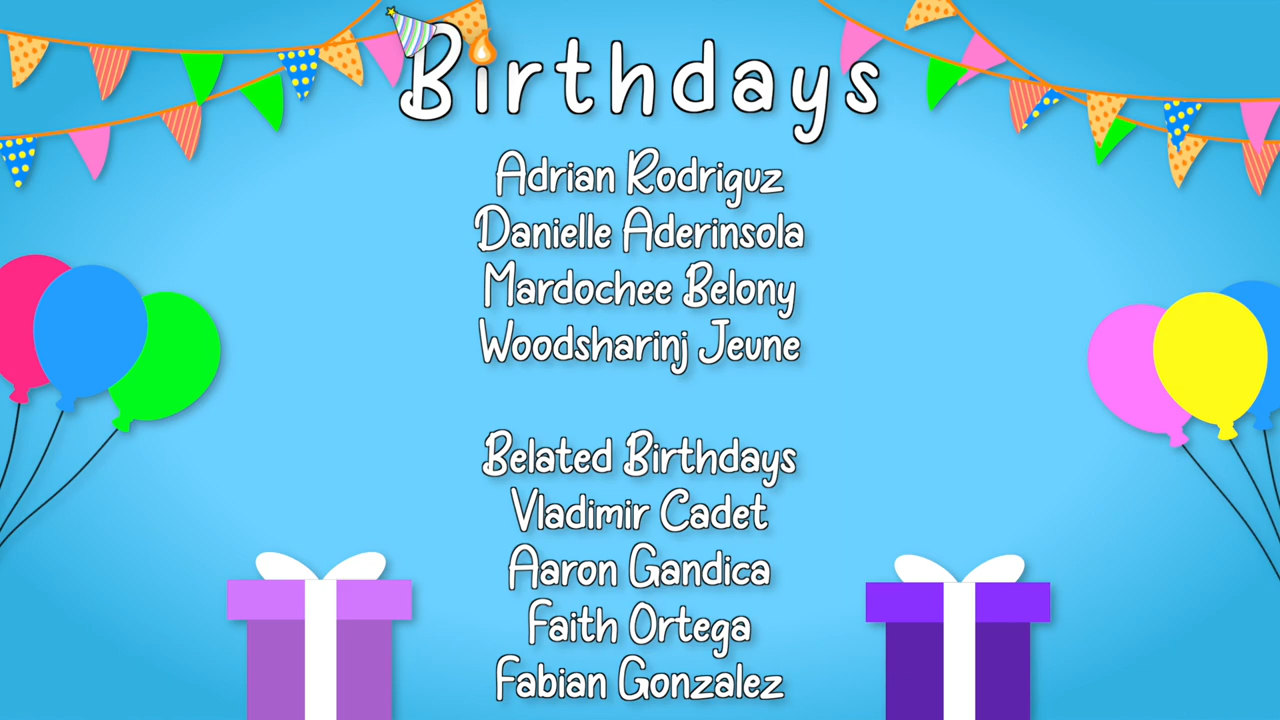 Birthdays
Adrian Rodriguz
Danielle Aderinsola
Mardochee Belony
Woodsharinj Jeune
Belated Birthdays
Vladimir Cadet
Aaron Gandica
Faith Ortega
Fabian Gonzalez